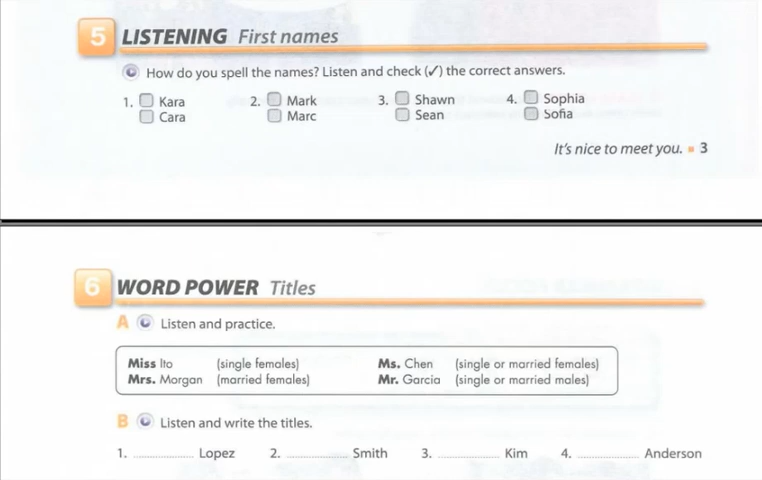 5 LISTENING First names
How do you spell the names? Listen and check (✓) the correct answers.
1. Kara 2. Mark 3. Shawn 4. Sophia
Cara Marc Sean Sofia
It's nice to meet you. ▪ 3
6 WORD POWER Titles
A Listen and practice.
Miss Ito (single females) Ms. Chen (single or married females)
Mrs. Morgan (married females) Mr. Garcia (single or married males)
B Listen and write the titles.
1. .................. Lopez 2. .................. Smith 3. .................. Kim 4. .................. Anderson